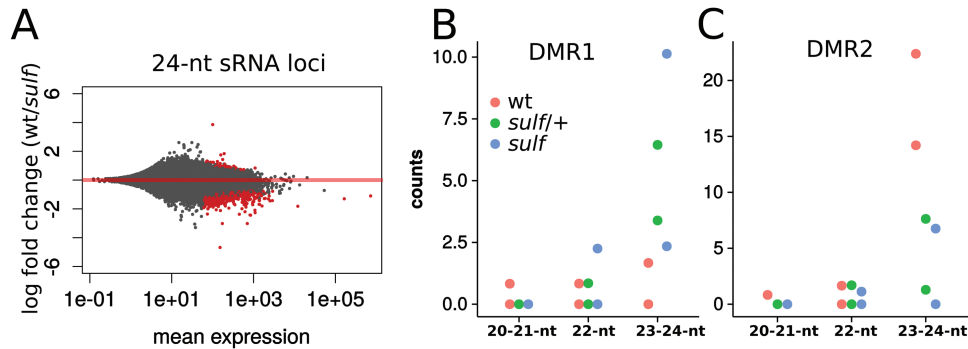 A
24-nt sRNA loci
log fold change (wt/sulf)
6
2
-2
-6
1e-01
1e+01
1e+03
1e+05
mean expression
B
DMR1
counts
10.0
7.5
5.0
2.5
0.0
wt
sulf/+
sulf
20-21-nt
22-nt
23-24-nt
C
DMR2
20
15
10
5
0
20-21-nt
22-nt
23-24-nt